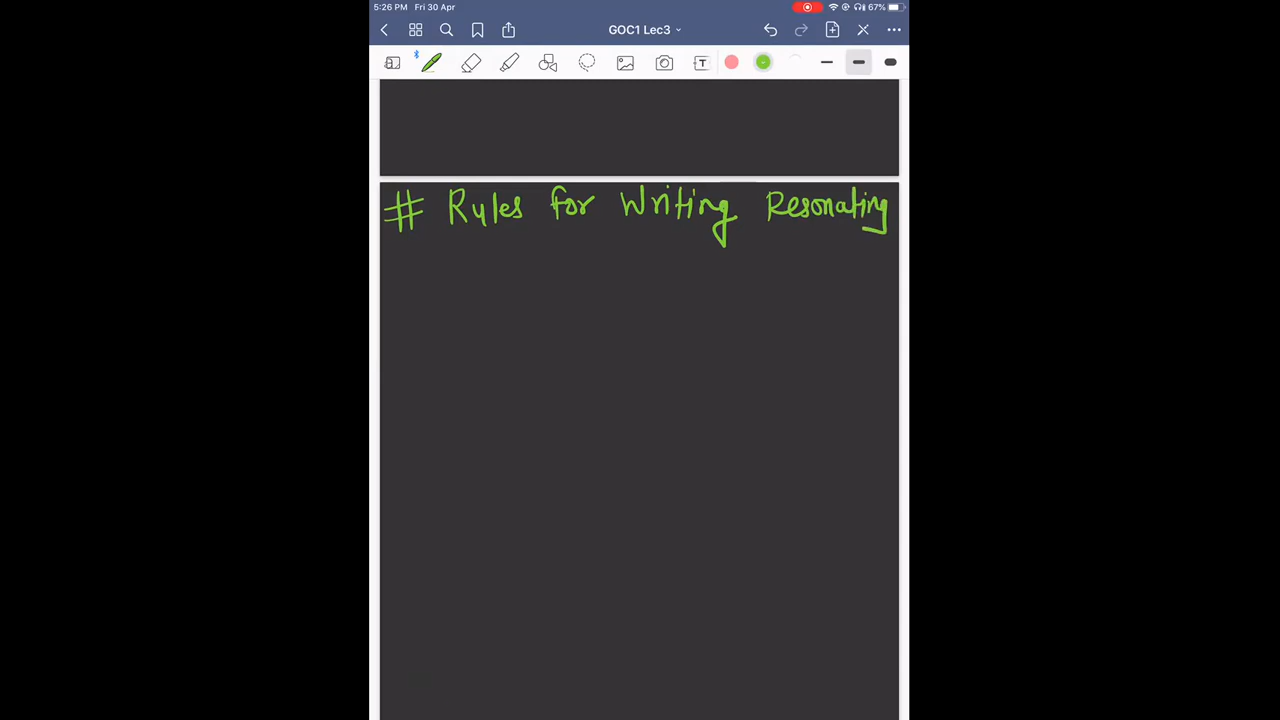 5:26 PM Fri 30 Apr 67%
GOC1 Lec3
T
# Rules for Writing Resonating